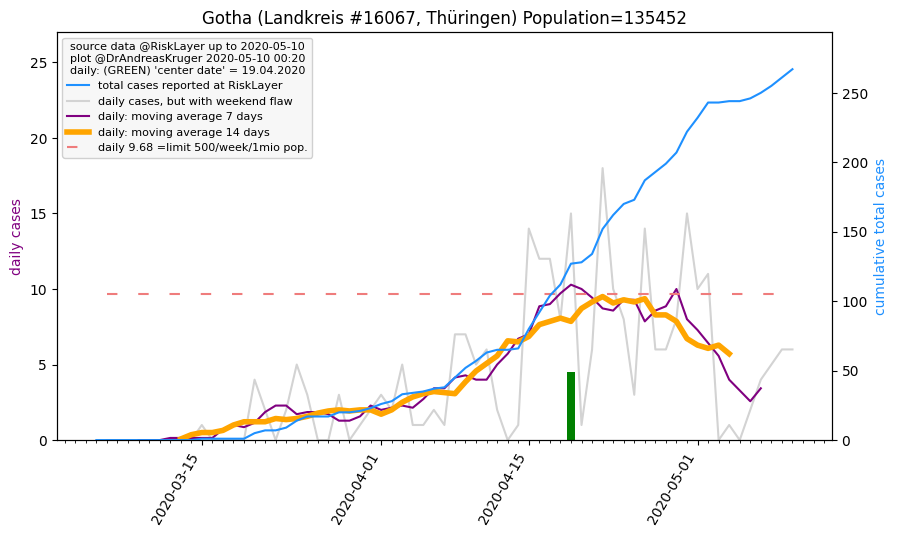 Gotha (Landkreis #16067, Thüringen) Population=135452
source data @RiskLayer up to 2020-05-10
plot @DrAndreasKruger 2020-05-10 00:20
daily: (GREEN) 'center date' = 19.04.2020
total cases reported at RiskLayer
daily cases, but with weekend flaw
daily: moving average 7 days
daily: moving average 14 days
daily 9.68 =limit 500/week/1mio pop.
daily cases
25
20
15
10
5
0
cumulative total cases
250
200
150
100
50
0
2020-03-15
2020-04-01
2020-04-15
2020-05-01